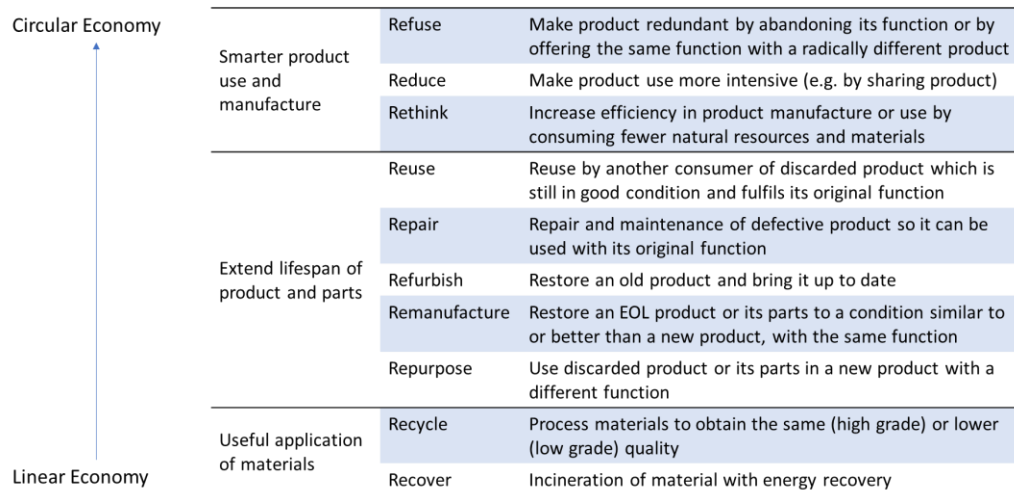 Circular Economy
Smarter product
use and
manufacture
Refuse
Make product redundant by abandoning its function or by
offering the same function with a radically different product
Reduce
Make product use more intensive (e.g. by sharing product)
Rethink
Increase efficiency in product manufacture or use by
consuming fewer natural resources and materials
Extend lifespan of
product and parts
Reuse
Reuse by another consumer of discarded product which is
still in good condition and fulfils its original function
Repair
Repair and maintenance of defective product so it can be
used with its original function
Refurbish
Restore an old product and bring it up to date
Remanufacture
Restore an EOL product or its parts to a condition similar to
or better than a new product, with the same function
Repurpose
Use discarded product or its parts in a new product with a
different function
Useful application
of materials
Recycle
Process materials to obtain the same (high grade) or lower
(low grade) quality
Recover
Incineration of material with energy recovery
Linear Economy